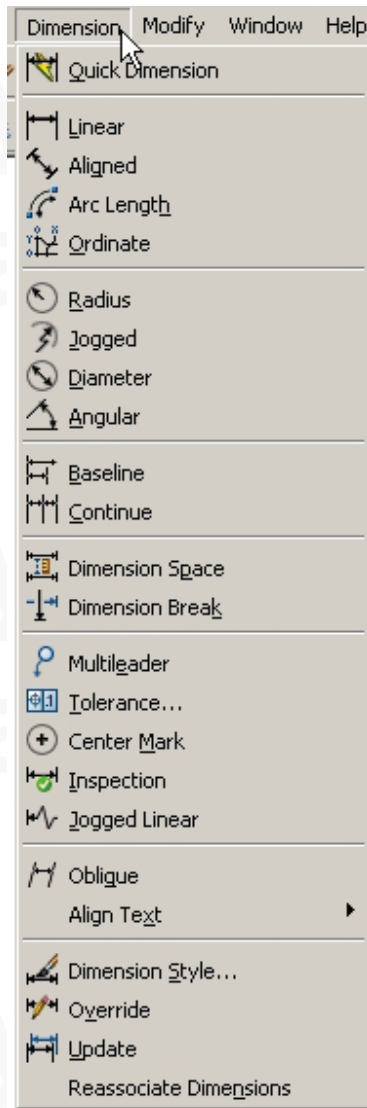 Dimension Modify Window Help
Quick Dimension
Linear
Aligned
Arc Length
Ordinate
Radius
Jogged
Diameter
Angular
Baseline
Continue
Dimension Space
Dimension Break
Multileader
Tolerance...
Center Mark
Inspection
Jogged Linear
Oblique
Align Text
Dimension Style...
Override
Update
Reassociate Dimensions